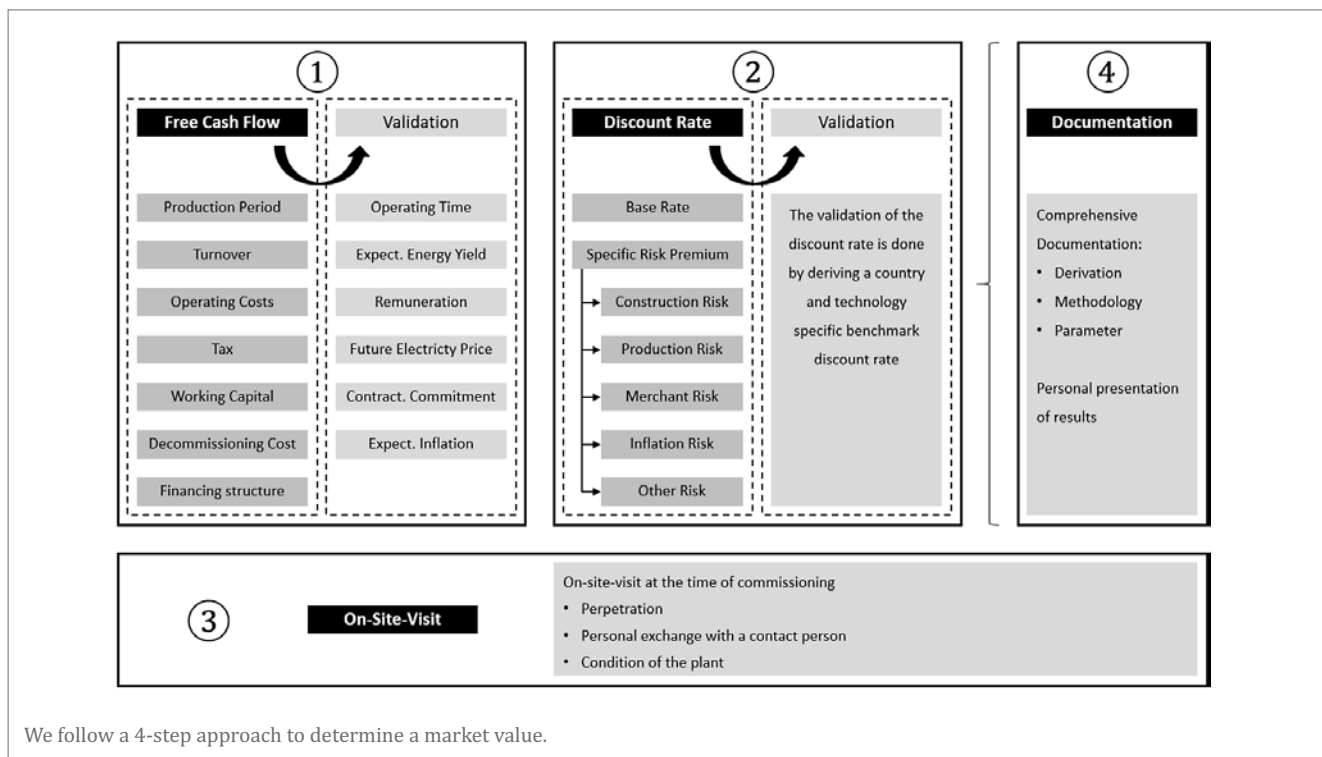 ①
Free Cash Flow
Validation
Production Period
Turnover
Operating Costs
Tax
Working Capital
Decommissioning Cost
Financing structure
Operating Time
Expect. Energy Yield
Remuneration
Future Electricty Price
Contract. Commitment
Expect. Inflation
②
Discount Rate
Validation
Base Rate
Specific Risk Premium
Construction Risk
Production Risk
Merchant Risk
Inflation Risk
Other Risk
The validation of the
discount rate is done
by deriving a country
and technology
specific benchmark
discount rate
④
Documentation
Comprehensive
Documentation:
• Derivation
• Methodology
• Parameter
Personal presentation
of results
③
On-Site-Visit
On-site-visit at the time of commissioning
• Perpetration
• Personal exchange with a contact person
• Condition of the plant
We follow a 4-step approach to determine a market value.